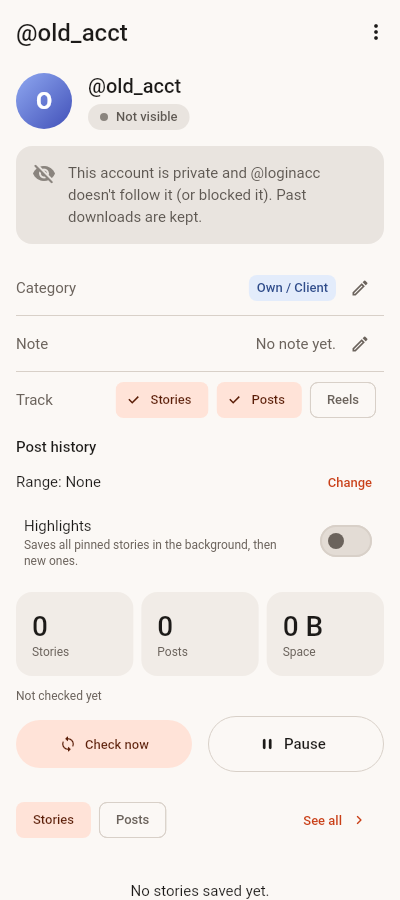 @old_acct
O
@old_acct
Not visible
This account is private and @loginacc
doesn't follow it (or blocked it). Past
downloads are kept.
Category
Own / Client
Note
No note yet.
Track
Stories
Posts
Reels
Post history
Range: None
Change
Highlights
Saves all pinned stories in the background, then
new ones.
0
Stories
0
Posts
0 B
Space
Not checked yet
Check now
Pause
Stories
Posts
See all
No stories saved yet.